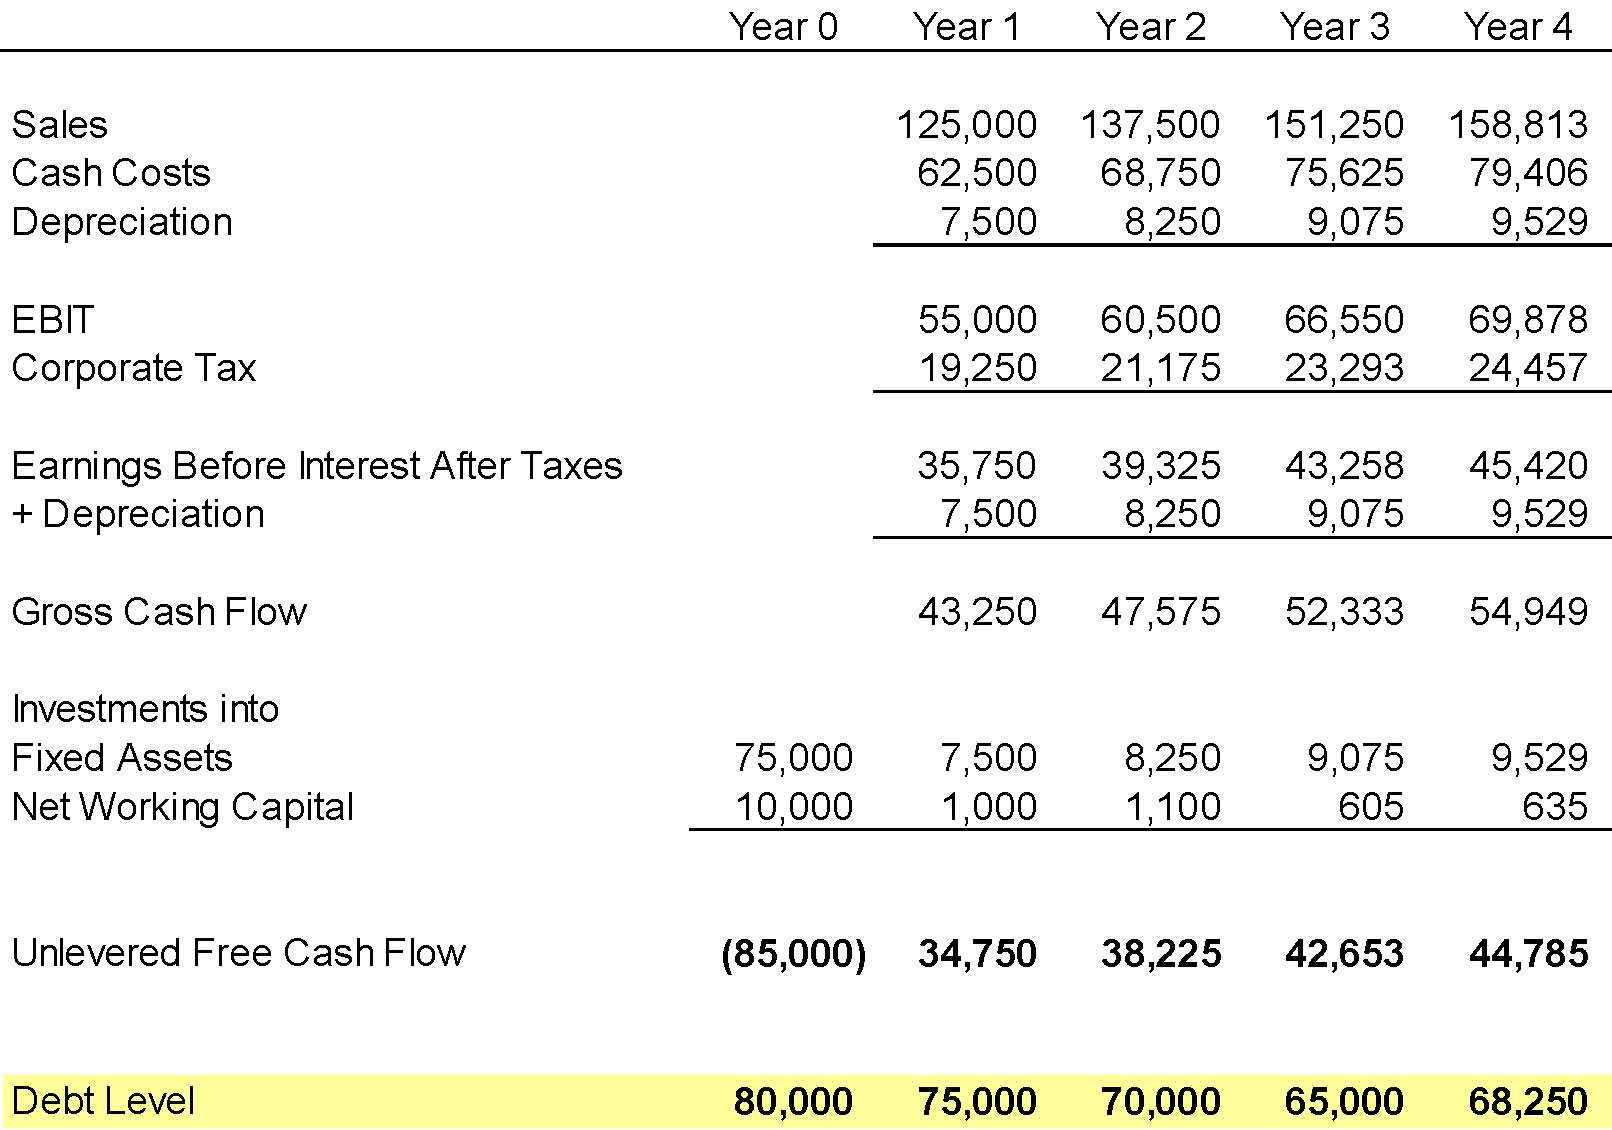 Year 0 Year 1 Year 2 Year 3 Year 4
Sales 125,000 137,500 151,250 158,813
Cash Costs 62,500 68,750 75,625 79,406
Depreciation 7,500 8,250 9,075 9,529
EBIT 55,000 60,500 66,550 69,878
Corporate Tax 19,250 21,175 23,293 24,457
Earnings Before Interest After Taxes 35,750 39,325 43,258 45,420
+ Depreciation 7,500 8,250 9,075 9,529
Gross Cash Flow 43,250 47,575 52,333 54,949
Investments into
Fixed Assets 75,000 7,500 8,250 9,075 9,529
Net Working Capital 10,000 1,000 1,100 605 635
Unlevered Free Cash Flow (85,000) 34,750 38,225 42,653 44,785
Debt Level 80,000 75,000 70,000 65,000 68,250